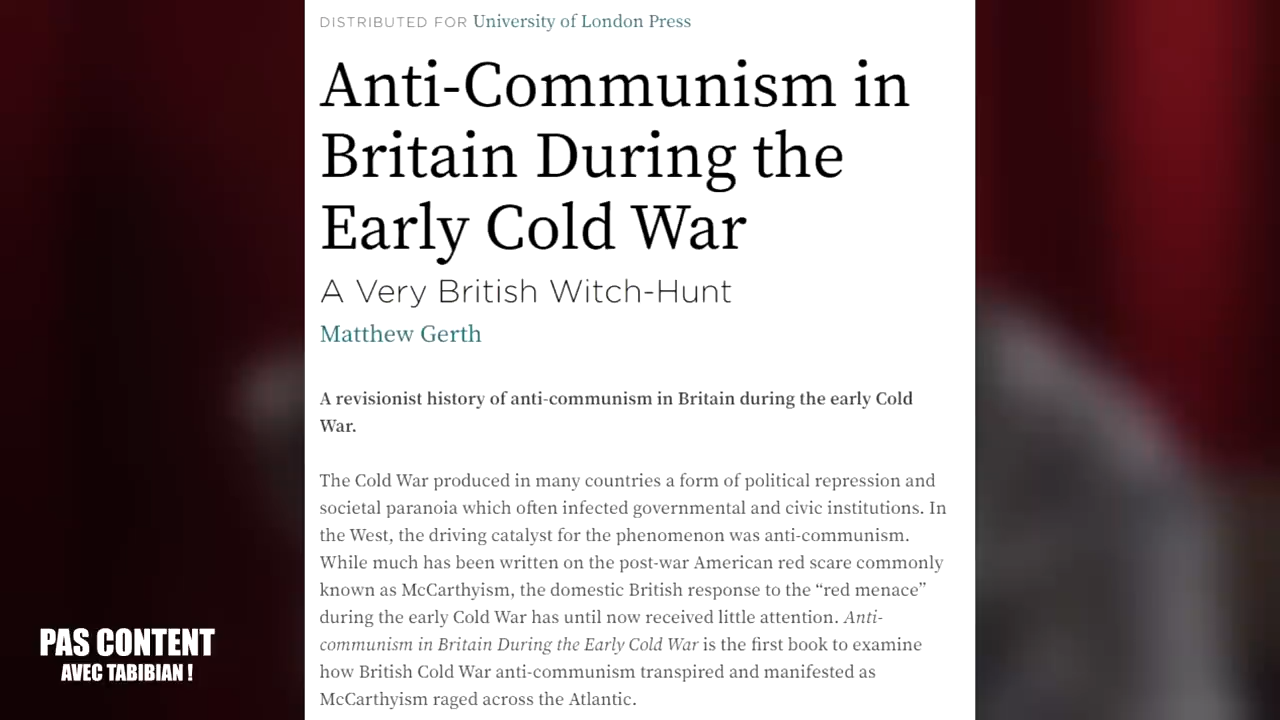 DISTRIBUTED FOR University of London Press
Anti-Communism in
Britain During the
Early Cold War
A Very British Witch-Hunt
Matthew Gerth
A revisionist history of anti-communism in Britain during the early Cold
War.
The Cold War produced in many countries a form of political repression and
societal paranoia which often infected governmental and civic institutions. In
the West, the driving catalyst for the phenomenon was anti-communism.
While much has been written on the post-war American red scare commonly
known as McCarthyism, the domestic British response to the “red menace”
during the early Cold War has until now received little attention. Anti-
communism in Britain During the Early Cold War is the first book to examine
how British Cold War anti-communism transpired and manifested as
McCarthyism raged across the Atlantic.
PAS CONTENT
AVEC TABIBIAN !